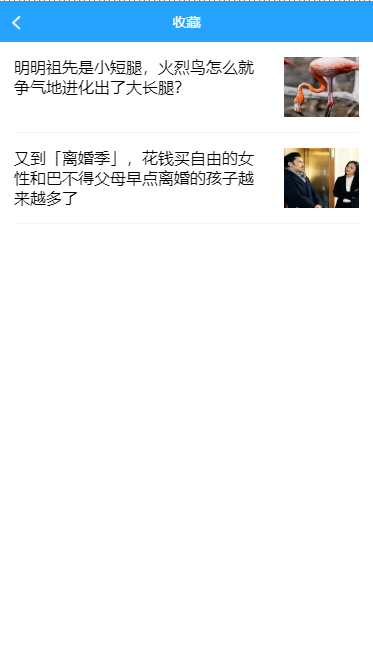 收藏
明明祖先是小短腿，火烈鸟怎么就
争气地进化出了大长腿？
又到「离婚季」，花钱买自由的女
性和巴不得父母早点离婚的孩子越
来越多了